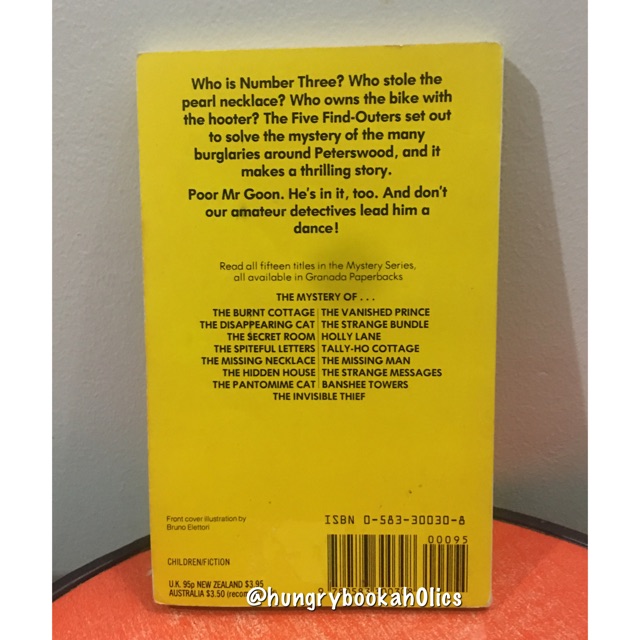 Who is Number Three? Who stole the
pearl necklace? Who owns the bike with
the hooter? The Five Find-Outers set out
to solve the mystery of the many
burglaries around Peterswood, and it
makes a thrilling story.
Poor Mr Goon. He's in it, too. And don't
our amateur detectives lead him a
dance!
Read all fifteen titles in the Mystery Series,
all available in Granada Paperbacks
THE MYSTERY OF . . .
THE BURNT COTTAGE THE VANISHED PRINCE
THE DISAPPEARING CAT THE STRANGE BUNDLE
THE SECRET ROOM HOLLY LANE
THE SPITEFUL LETTERS TALLY-HO COTTAGE
THE MISSING NECKLACE THE MISSING MAN
THE HIDDEN HOUSE THE STRANGE MESSAGES
THE PANTOMIME CAT BANSHEE TOWERS
THE INVISIBLE THIEF
Front cover illustration by
Bruno Elettori
ISBN 0-583-30030-8
00095
CHILDREN/FICTION
U.K. 95p NEW ZEALAND $3.95
AUSTRALIA $3.50
@hungrybookah0lics